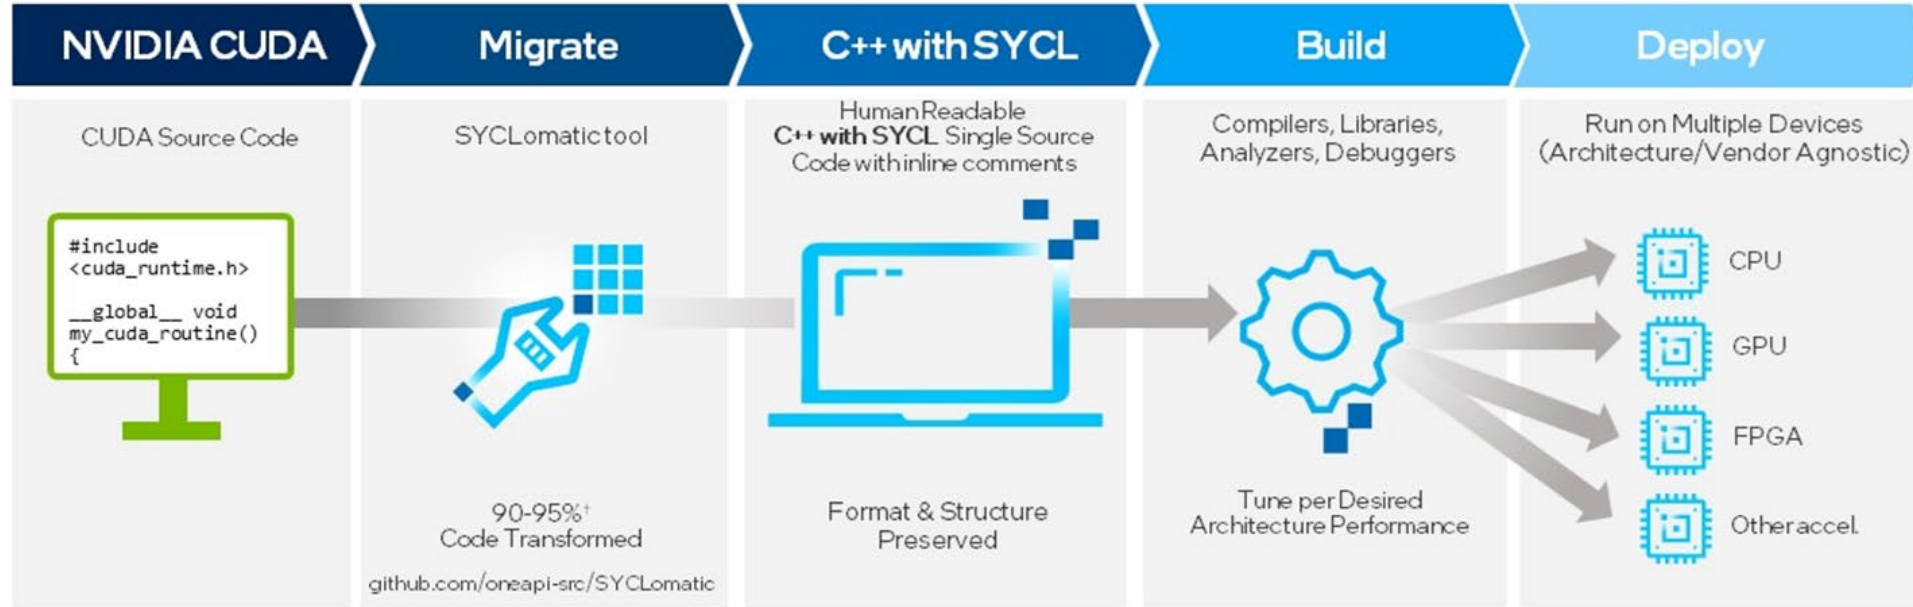 NVIDIA CUDA
Migrate
C++ with SYCL
Build
Deploy
CUDA Source Code
#include
<cuda_runtime.h>
__global__ void
my_cuda_routine()
{
SYCLomatic tool
90-95%†
Code Transformed
github.com/oneapi-src/SYCLomatic
Human Readable
C++ with SYCL Single Source
Code with inline comments
Format & Structure
Preserved
Compilers, Libraries,
Analyzers, Debuggers
Tune per Desired
Architecture Performance
Run on Multiple Devices
(Architecture/Vendor Agnostic)
CPU
GPU
FPGA
Other accel.